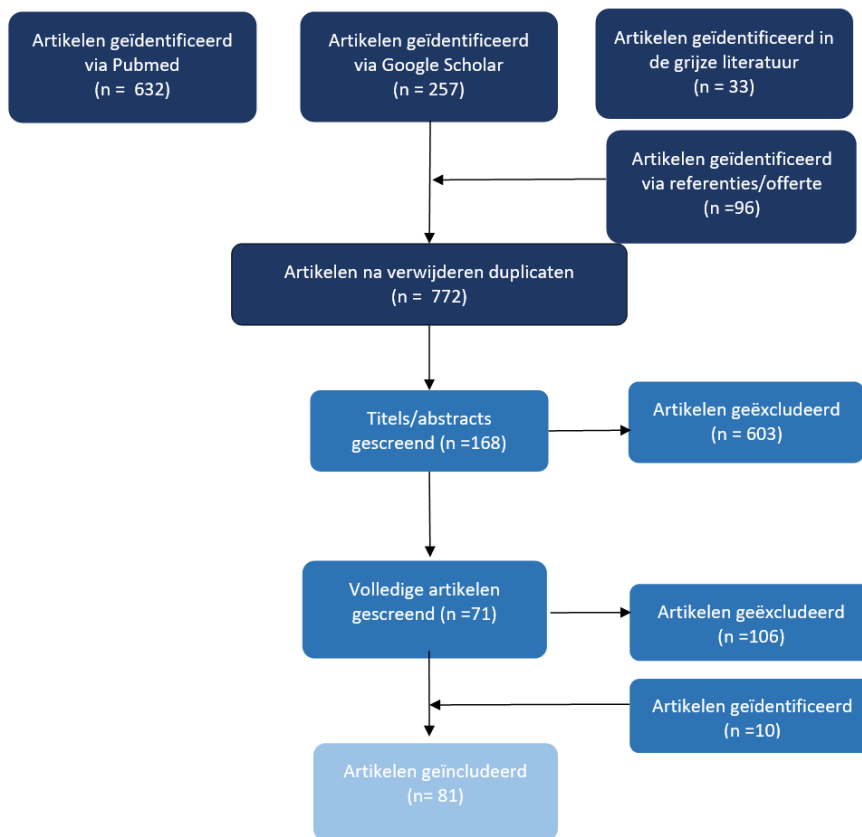 Artikelen geïdentificeerd
via Pubmed
(n =  632)
Artikelen geïdentificeerd
via Google Scholar
(n = 257)
Artikelen geïdentificeerd in
de grijze literatuur
(n = 33)
Artikelen geïdentificeerd
via referenties/offerte
(n =96)
Artikelen na verwijderen duplicaten
(n =  772)
Titels/abstracts
gescreend (n =168)
Artikelen geëxcludeerd
(n = 603)
Volledige artikelen
gescreend (n =71)
Artikelen geëxcludeerd
(n =106)
Artikelen geïdentificeerd
(n =10)
Artikelen geïncludeerd
(n= 81)